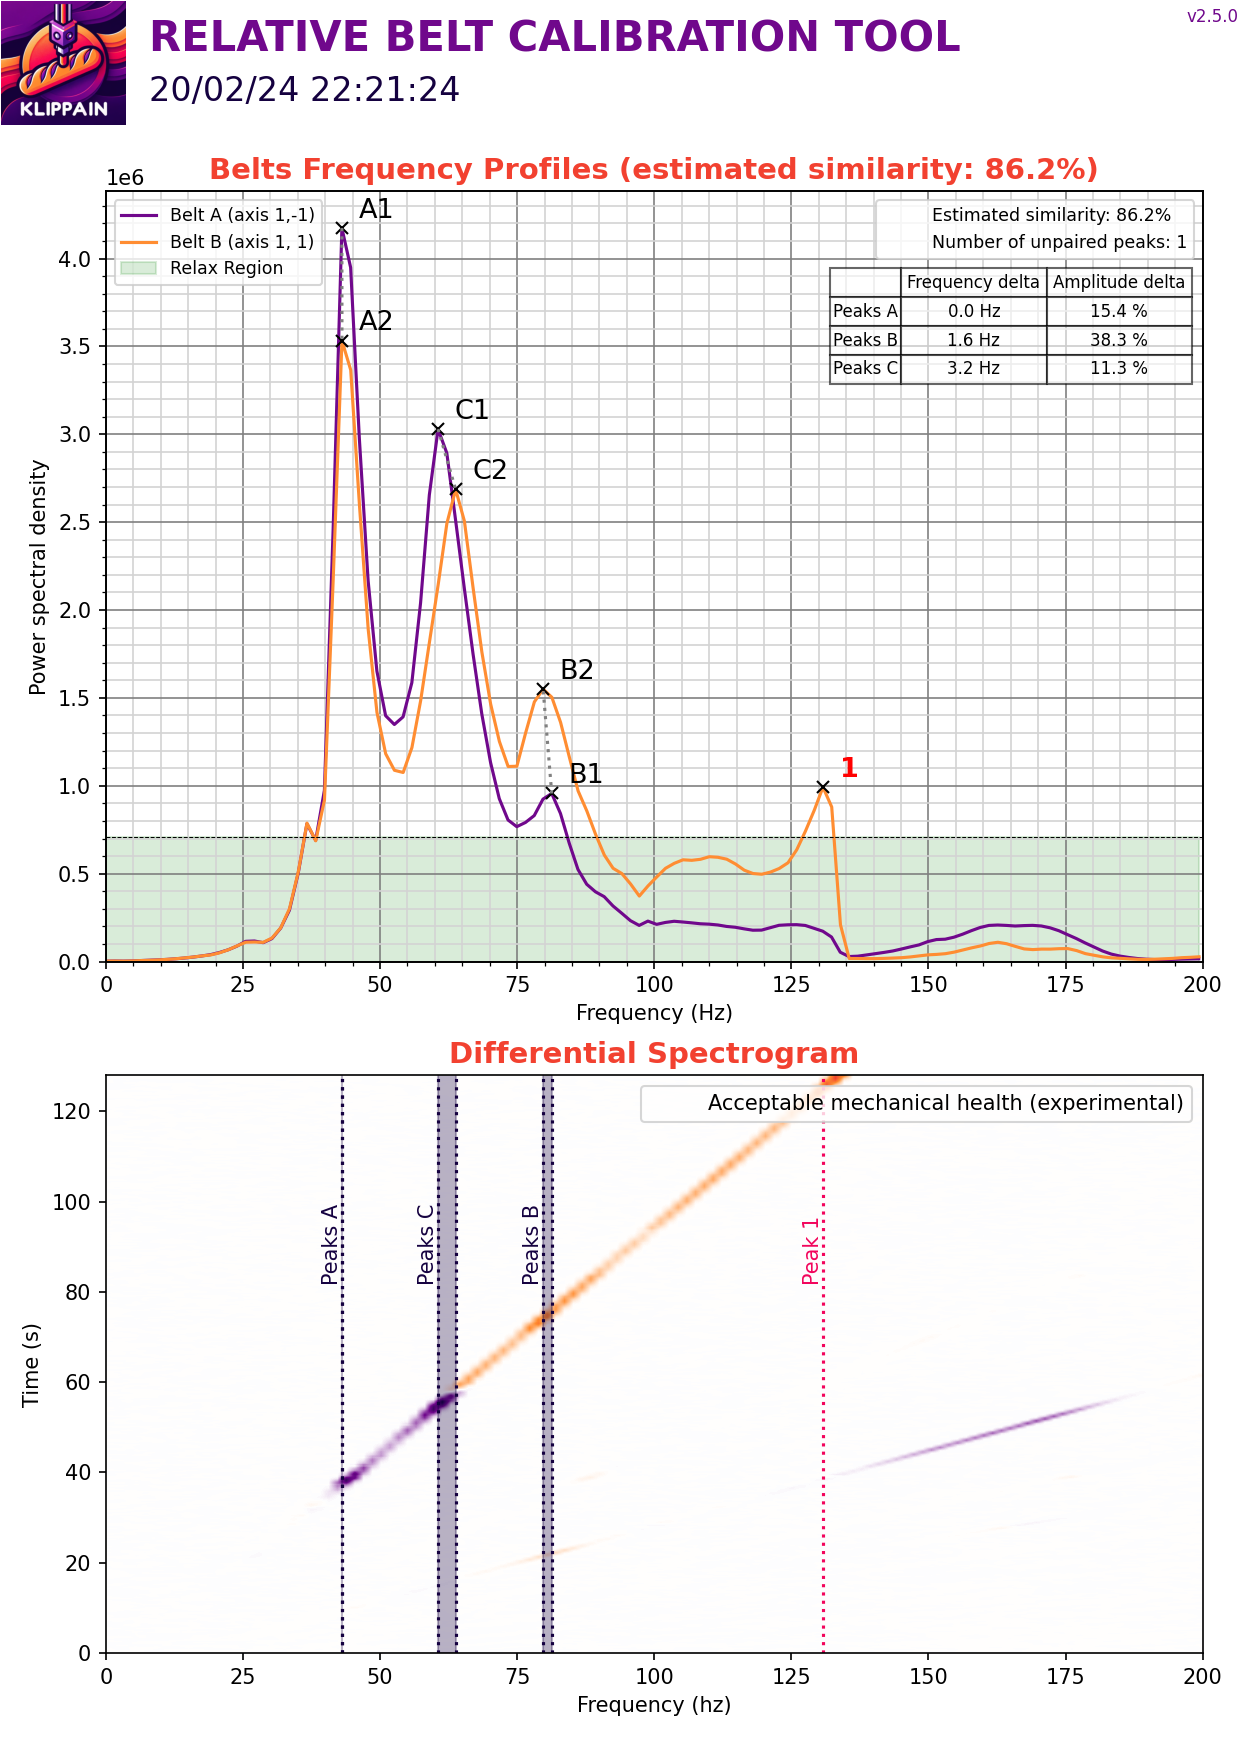 KLIPPAIN
RELATIVE BELT CALIBRATION TOOL
20/02/24 22:21:24
v2.5.0
Belts Frequency Profiles (estimated similarity: 86.2%)
1e6
Belt A (axis 1,-1)
Belt B (axis 1, 1)
Relax Region
Estimated similarity: 86.2%
Number of unpaired peaks: 1
Frequency delta Amplitude delta
Peaks A 0.0 Hz 15.4 %
Peaks B 1.6 Hz 38.3 %
Peaks C 3.2 Hz 11.3 %
A1
A2
C1
C2
B2
B1
1
Power spectral density
4.0
3.5
3.0
2.5
2.0
1.5
1.0
0.5
0.0
0 25 50 75 100 125 150 175 200
Frequency (Hz)
Differential Spectrogram
Acceptable mechanical health (experimental)
Peaks A
Peaks C
Peaks B
Peak 1
Time (s)
120
100
80
60
40
20
0
0 25 50 75 100 125 150 175 200
Frequency (hz)